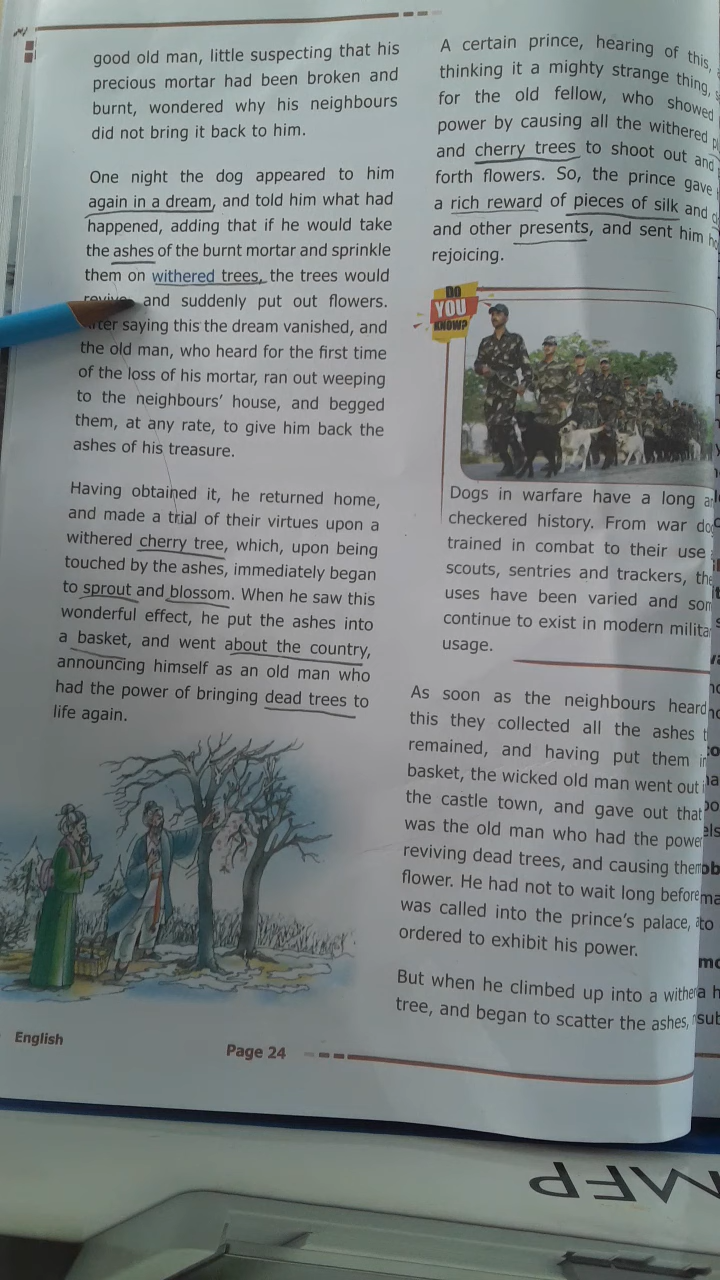 good old man, little suspecting that his
precious mortar had been broken and
burnt, wondered why his neighbours
did not bring it back to him.
One night the dog appeared to him
again in a dream, and told him what had
happened, adding that if he would take
the ashes of the burnt mortar and sprinkle
them on withered trees, the trees would
and suddenly put out flowers.
saying this the dream vanished, and
the old man, who heard for the first time
of the loss of his mortar, ran out weeping
to the neighbours' house, and begged
them, at any rate, to give him back the
ashes of his treasure.
Having obtained it, he returned home,
and made a trial of their virtues upon a
withered cherry tree, which, upon being
touched by the ashes, immediately began
to sprout and blossom. When he saw this
wonderful effect, he put the ashes into
a basket, and went about the country,
announcing himself as an old man who
had the power of bringing dead trees to
life again.
English
Page 24
A certain prince, hearing of this,
thinking it a mighty strange thing,
for the old fellow, who showed
power by causing all the withered
and cherry trees to shoot out and
forth flowers. So, the prince gave
a rich reward of pieces of silk and
and other presents, and sent him
rejoicing.
DO
YOU
KNOW?
Dogs in warfare have a long
checkered history. From war
trained in combat to their use
scouts, sentries and trackers,
uses have been varied and
continue to exist in modern
usage.
As soon as the neighbours heard
this they collected all the ashes
remained, and having put them
basket, the wicked old man went out
the castle town, and gave out that
was the old man who had the
reviving dead trees, and causing
flower. He had not to wait long before
was called into the prince's palace,
ordered to exhibit his power.
But when he climbed up into a
tree, and began to scatter the ashes,
MFP